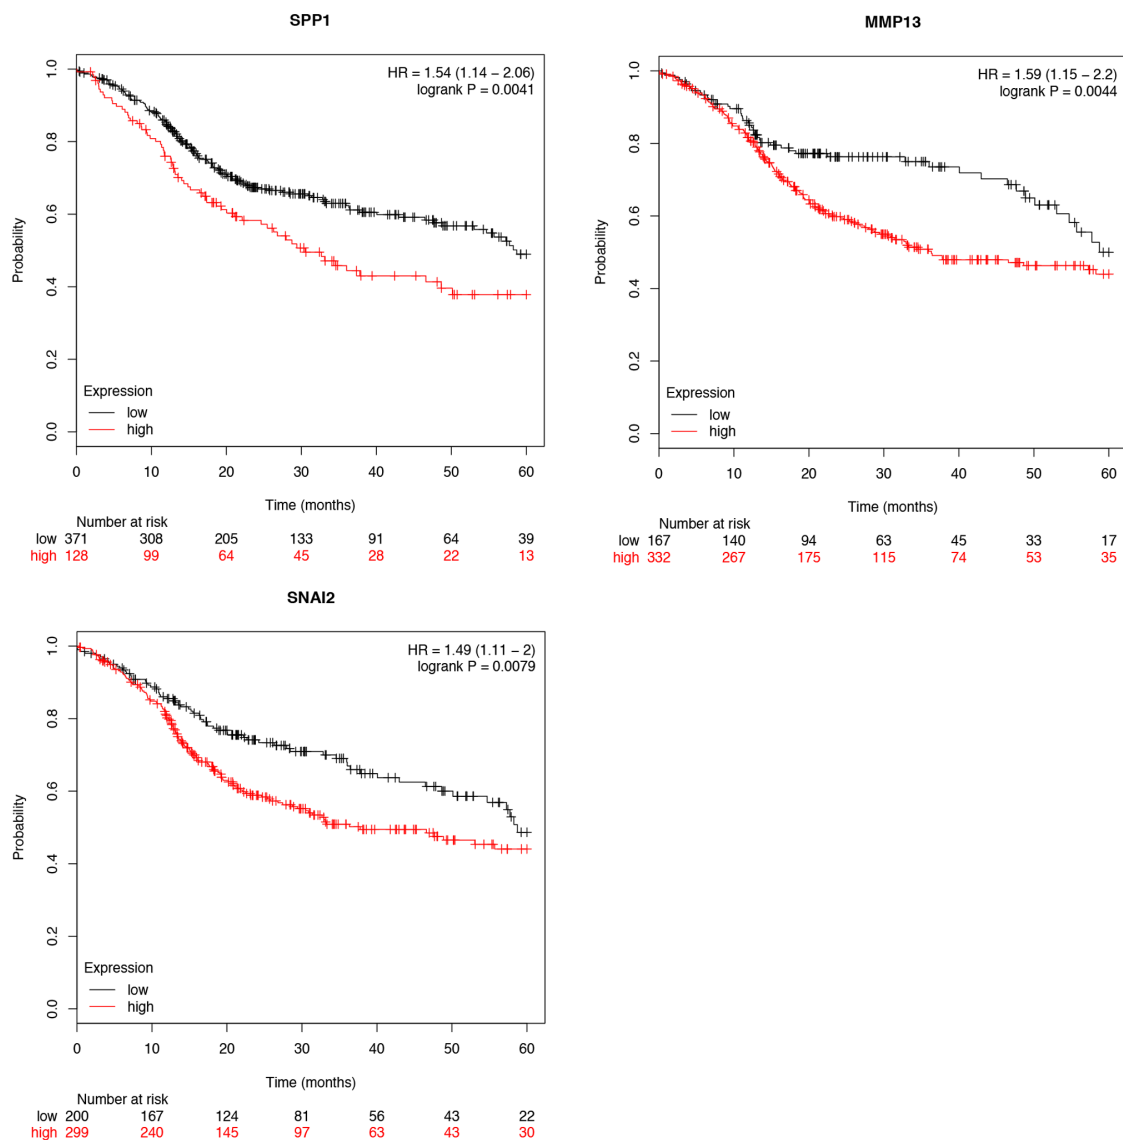 SPP1
HR = 1.54 (1.14 − 2.06)
logrank P = 0.0041
Probability
1.0
0.8
0.6
0.4
0.2
0.0
Expression
low
high
0 10 20 30 40 50 60
Time (months)
Number at risk
low 371 308 205 133 91 64 39
high 128 99 64 45 28 22 13
MMP13
HR = 1.59 (1.15 − 2.2)
logrank P = 0.0044
Probability
1.0
0.8
0.6
0.4
0.2
0.0
Expression
low
high
0 10 20 30 40 50 60
Time (months)
Number at risk
low 167 140 94 63 45 33 17
high 332 267 175 115 74 53 35
SNAI2
HR = 1.49 (1.11 − 2)
logrank P = 0.0079
Probability
1.0
0.8
0.6
0.4
0.2
0.0
Expression
low
high
0 10 20 30 40 50 60
Time (months)
Number at risk
low 200 167 124 81 56 43 22
high 299 240 145 97 63 43 30